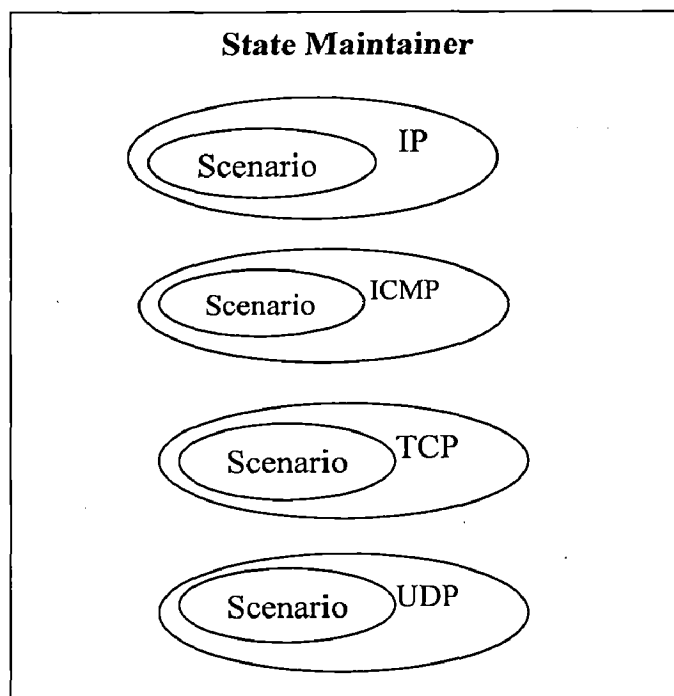 State Maintainer
Scenario IP
Scenario ICMP
Scenario TCP
Scenario UDP